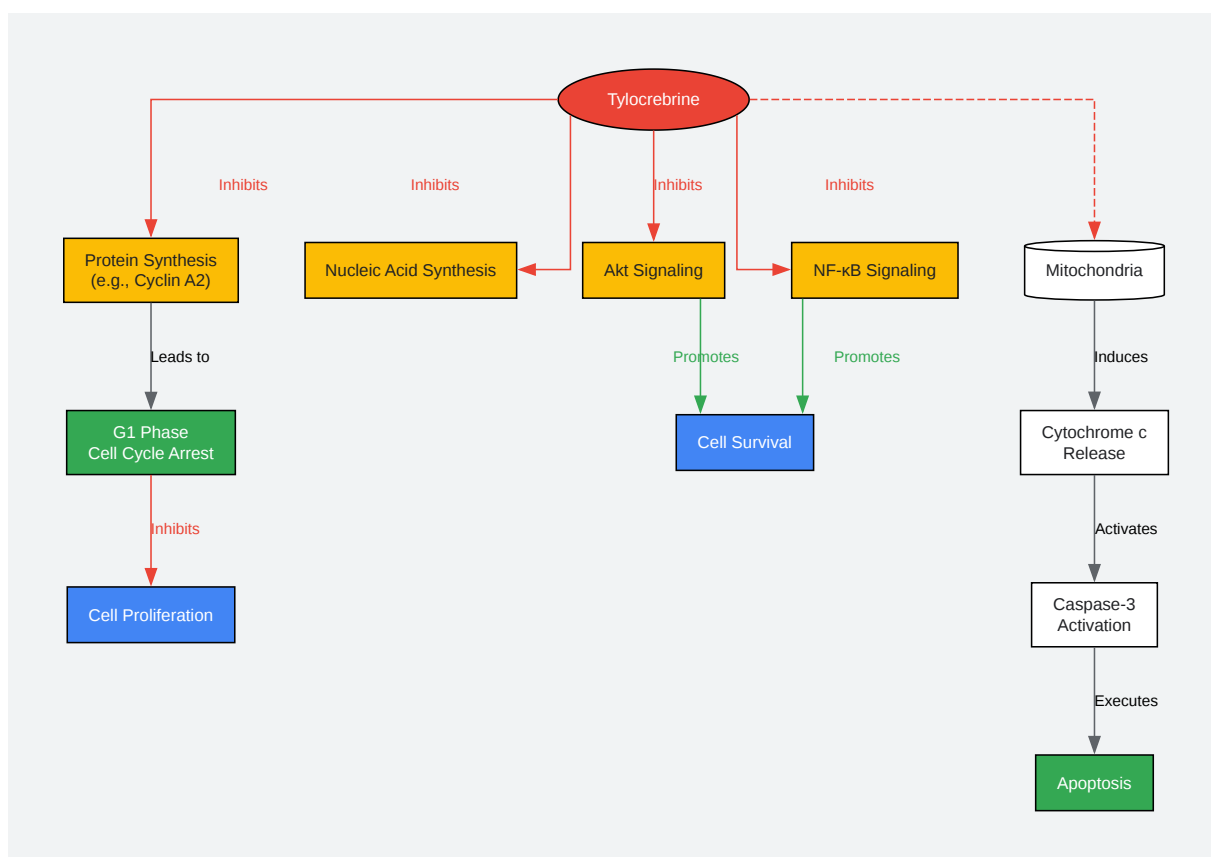 Tylocrebrine
Inhibits
Inhibits
Inhibits
Inhibits
Protein Synthesis
(e.g., Cyclin A2)
Nucleic Acid Synthesis
Akt Signaling
NF-κB Signaling
Mitochondria
Leads to
Promotes
Promotes
Induces
G1 Phase
Cell Cycle Arrest
Cell Survival
Cytochrome c
Release
Inhibits
Activates
Cell Proliferation
Caspase-3
Activation
Executes
Apoptosis